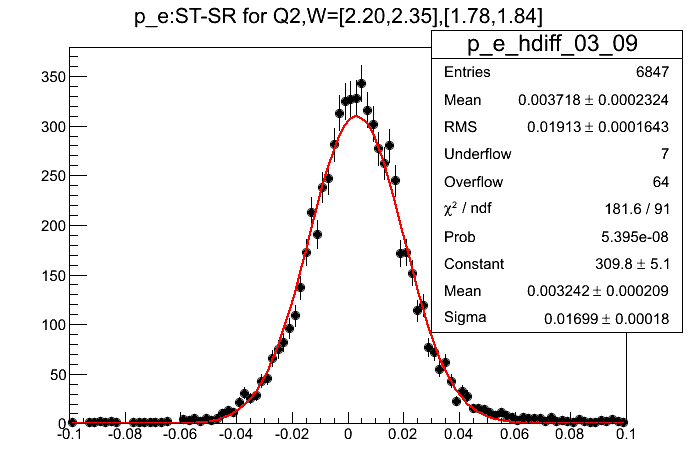 p_e:ST-SR for Q2,W=[2.20,2.35],[1.78,1.84]
p_e_hdiff_03_09
Entries 6847
Mean 0.003718 ± 0.0002324
RMS 0.01913 ± 0.0001643
Underflow 7
Overflow 64
χ² / ndf 181.6 / 91
Prob 5.395e-08
Constant 309.8 ± 5.1
Mean 0.003242 ± 0.000209
Sigma 0.01699 ± 0.00018
350
300
250
200
150
100
50
0
-0.1 -0.08 -0.06 -0.04 -0.02 0 0.02 0.04 0.06 0.08 0.1